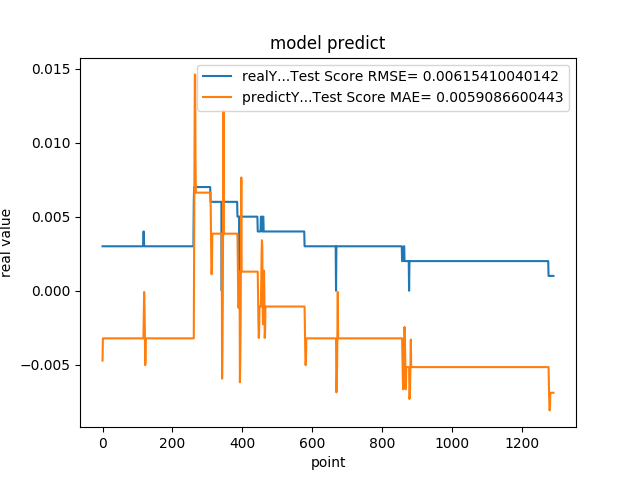 model predict
realY...Test Score RMSE= 0.00615410040142
predictY...Test Score MAE= 0.0059086600443
real value
0.015
0.010
0.005
0.000
−0.005
0 200 400 600 800 1000 1200
point